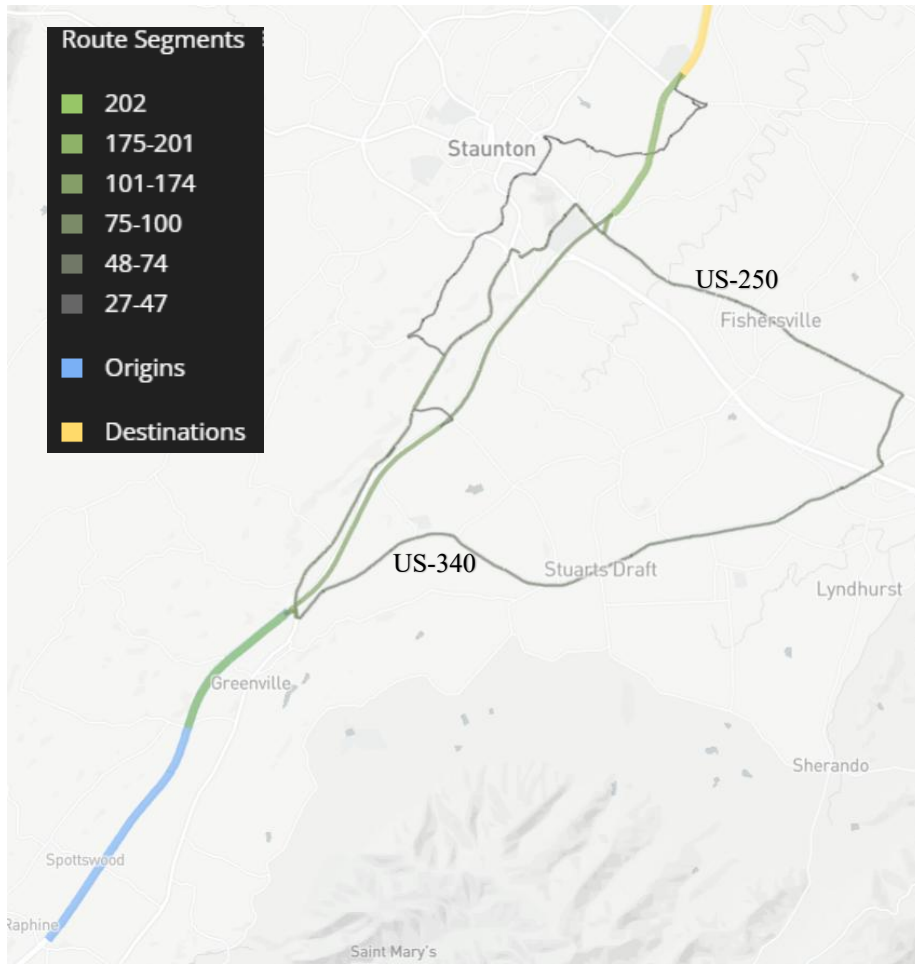 Route Segments
202
175-201
101-174
75-100
48-74
27-47
Origins
Destinations
Staunton
US-250
Fishersville
US-340
Stuarts Draft
Lyndhurst
Greenville
Sherando
Spottswood
Raphine
Saint Mary's